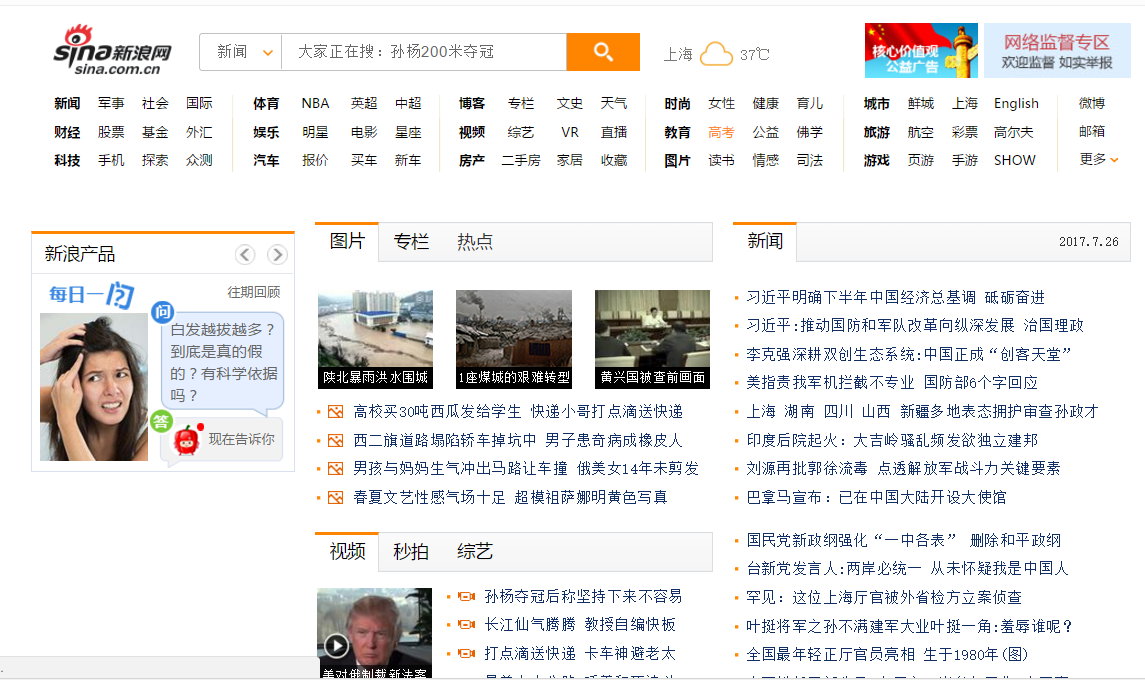 sina新浪网
sina.com.cn
新闻 大家正在搜：孙杨200米夺冠
上海 37℃
核心价值观
公益广告
网络监督专区
欢迎监督 如实举报
新闻 军事 社会 国际 体育 NBA 英超 中超 博客 专栏 文史 天气 时尚 女性 健康 育儿 城市 鲜城 上海 English 微博
财经 股票 基金 外汇 娱乐 明星 电影 星座 视频 综艺 VR 直播 教育 高考 公益 佛学 旅游 航空 彩票 高尔夫 邮箱
科技 手机 探索 众测 汽车 报价 买车 新车 房产 二手房 家居 收藏 图片 读书 情感 司法 游戏 页游 手游 SHOW 更多
新浪产品
每日一问
往期回顾
问
白发越拔越多？
到底是真的假
的？有科学依据
吗？
答
现在告诉你
图片 专栏 热点
陕北暴雨洪水围城
1座煤城的艰难转型
黄兴国被查前画面
高校买30吨西瓜发给学生 快递小哥打点滴送快递
西二旗道路塌陷轿车掉坑中 男子患奇病成橡皮人
男孩与妈妈生气冲出马路让车撞 俄美女14年未剪发
春夏文艺性感气场十足 超模祖萨娜明黄色写真
视频 秒拍 综艺
美对俄制裁新法案
孙杨夺冠后称坚持下来不容易
长江仙气腾腾 教授自编快板
打点滴送快递 卡车神避老太
新闻 2017.7.26
习近平明确下半年中国经济总基调 砥砺奋进
习近平:推动国防和军队改革向纵深发展 治国理政
李克强深耕双创生态系统:中国正成“创客天堂”
美指责我军机拦截不专业 国防部6个字回应
上海 湖南 四川 山西 新疆多地表态拥护审查孙政才
印度后院起火：大吉岭骚乱频发欲独立建邦
刘源再批郭徐流毒 点透解放军战斗力关键要素
巴拿马宣布：已在中国大陆开设大使馆
国民党新政纲强化“一中各表” 删除和平政纲
台新党发言人:两岸必统一 从未怀疑我是中国人
罕见：这位上海厅官被外省检方立案侦查
叶挺将军之孙不满建军大业叶挺一角:羞辱谁呢？
全国最年轻正厅官员亮相 生于1980年(图)